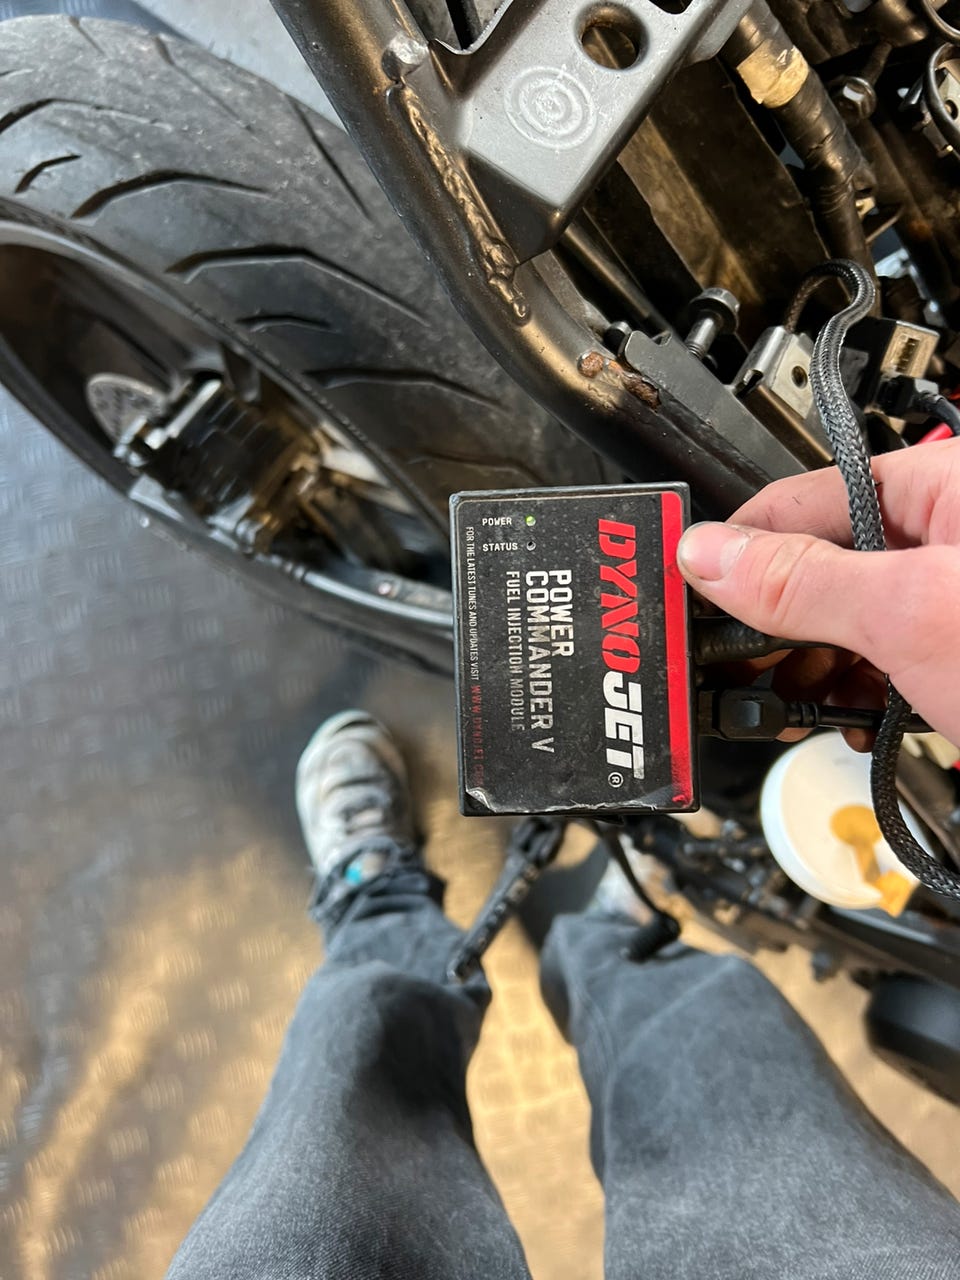 DYNOJET®
POWER
COMMANDER V
FUEL INJECTION MODULE
FOR THE LATEST TUNES AND UPDATES VISIT WWW.DYNOJET.COM
POWER
STATUS